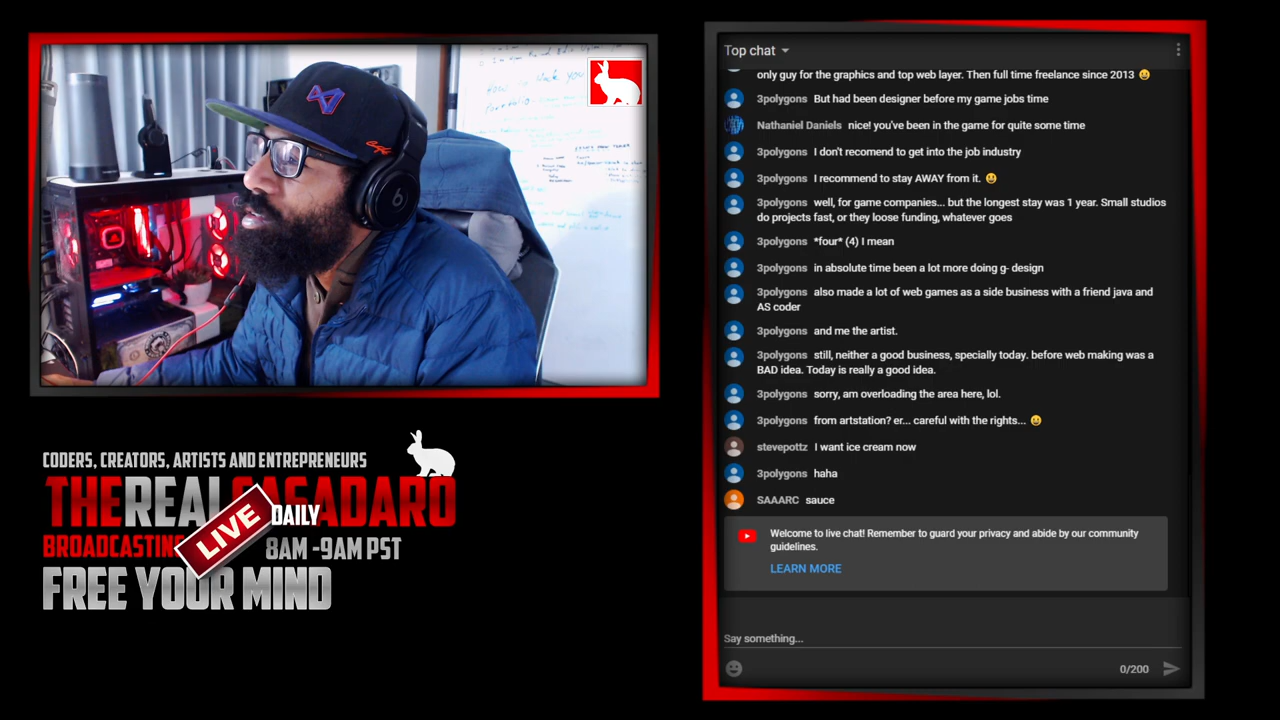 How to Hack you
Portfolio
CODERS, CREATORS, ARTISTS AND ENTREPRENEURS
THEREALGAGADARO
LIVE
DAILY
BROADCASTING
8AM -9AM PST
FREE YOUR MIND
Top chat
only guy for the graphics and top web layer. Then full time freelance since 2013 😀
3polygons But had been designer before my game jobs time
Nathaniel Daniels nice! you've been in the game for quite some time
3polygons I don't recommend to get into the job industry
3polygons I recommend to stay AWAY from it. 😀
3polygons well, for game companies... but the longest stay was 1 year. Small studios
do projects fast, or they loose funding, whatever goes
3polygons *four* (4) I mean
3polygons in absolute time been a lot more doing g- design
3polygons also made a lot of web games as a side business with a friend java and
AS coder
3polygons and me the artist.
3polygons still, neither a good business, specially today. before web making was a
BAD idea. Today is really a good idea.
3polygons sorry, am overloading the area here, lol.
3polygons from artstation? er... careful with the rights... 😀
stevepottz I want ice cream now
3polygons haha
SAAARC sauce
Welcome to live chat! Remember to guard your privacy and abide by our community
guidelines.
LEARN MORE
Say something...
0/200